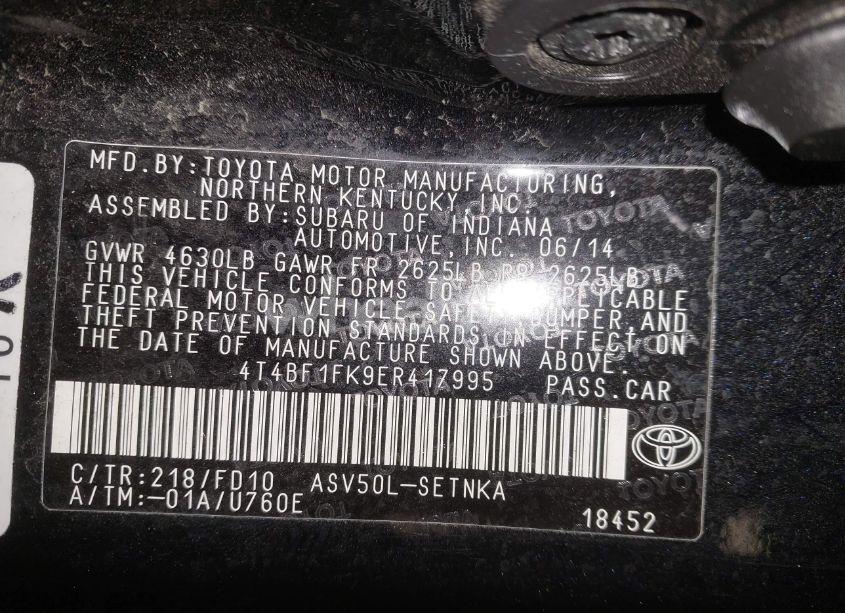 MFD.BY:TOYOTA MOTOR MANUFACTURING,
NORTHERN KENTUCKY,INC.
ASSEMBLED BY:SUBARU OF INDIANA
AUTOMOTIVE,INC. 06/14
GVWR 4630LB GAWR FR 2625LB RR 2625LB
THIS VEHICLE CONFORMS TO ALL APPLICABLE
FEDERAL MOTOR VEHICLE SAFETY,BUMPER,AND
THEFT PREVENTION STANDARDS IN EFFECT ON
THE DATE OF MANUFACTURE SHOWN ABOVE.
4T4BF1FK9ER417995 PASS.CAR
C/TR:218/FD10 ASV50L-SETNKA
A/TM:-01A/U760E
18452